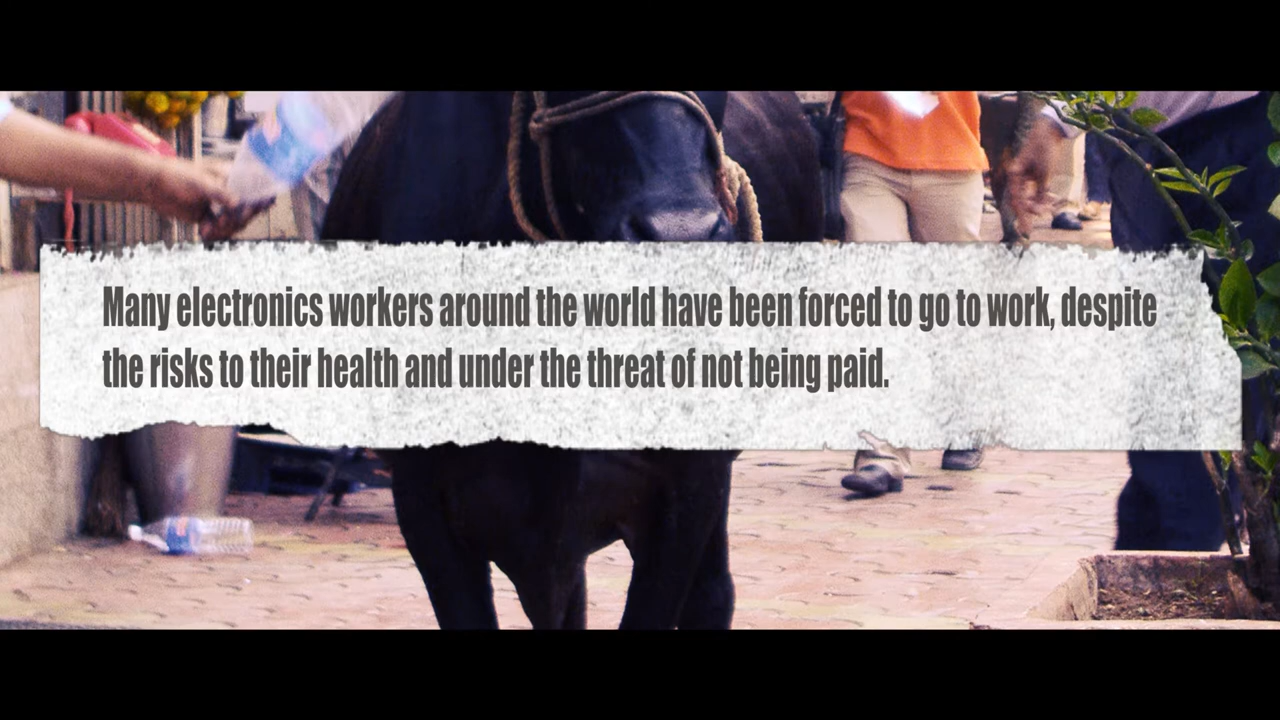 Many electronics workers around the world have been forced to go to work, despite
the risks to their health and under the threat of not being paid.